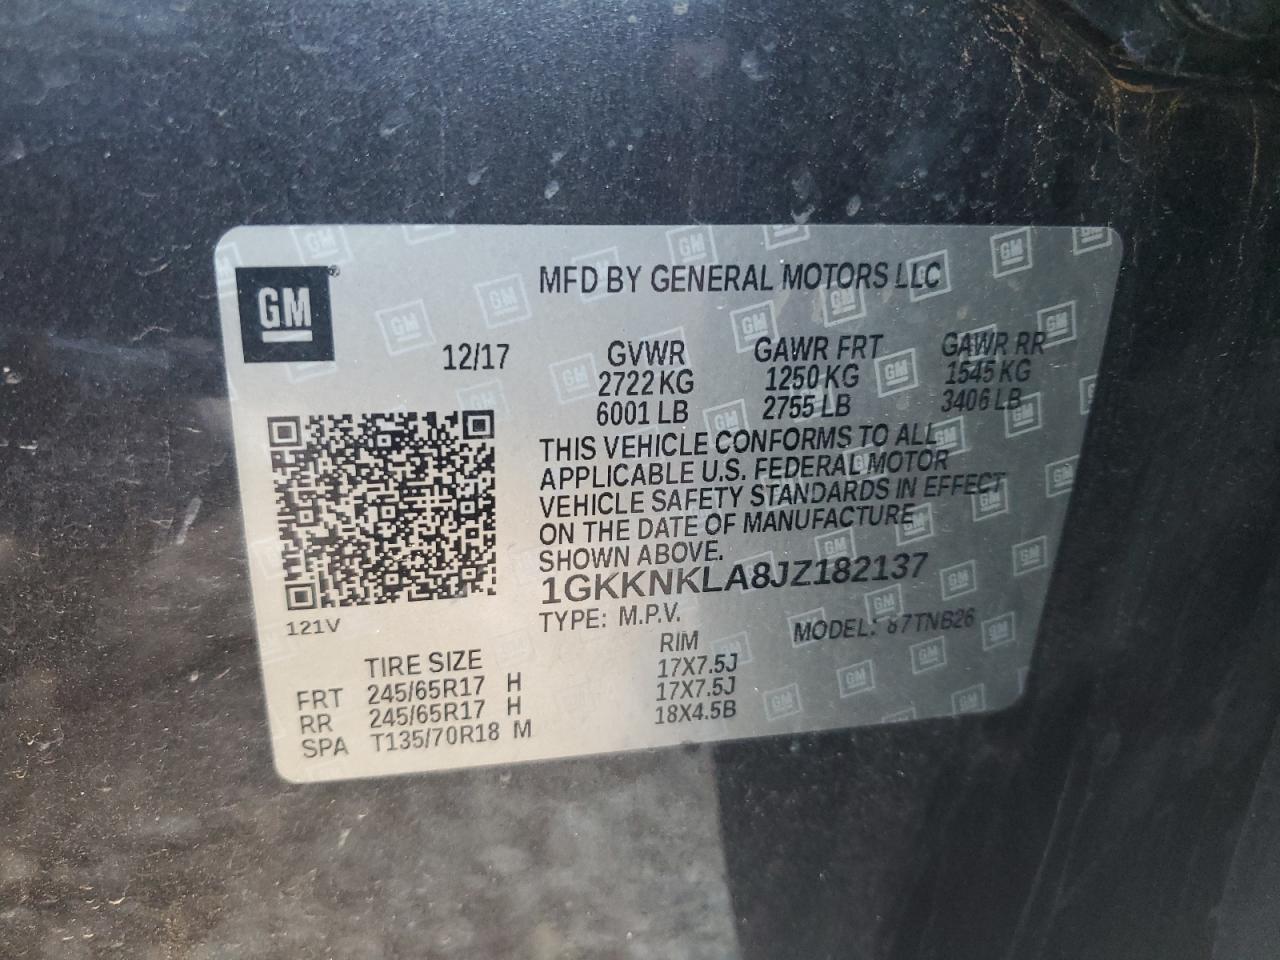 GM
MFD BY GENERAL MOTORS LLC
12/17
GVWR GAWR FRT GAWR RR
2722 KG 1250 KG 1545 KG
6001 LB 2755 LB 3406 LB
THIS VEHICLE CONFORMS TO ALL
APPLICABLE U.S. FEDERAL MOTOR
VEHICLE SAFETY STANDARDS IN EFFECT
ON THE DATE OF MANUFACTURE
SHOWN ABOVE.
1GKKNKLA8JZ182137
121V
TYPE: M.P.V. MODEL:
TIRE SIZE RIM
FRT 245/65R17 H 17X7.5J
RR 245/65R17 H 17X7.5J
SPA T135/70R18 M 18X4.5B